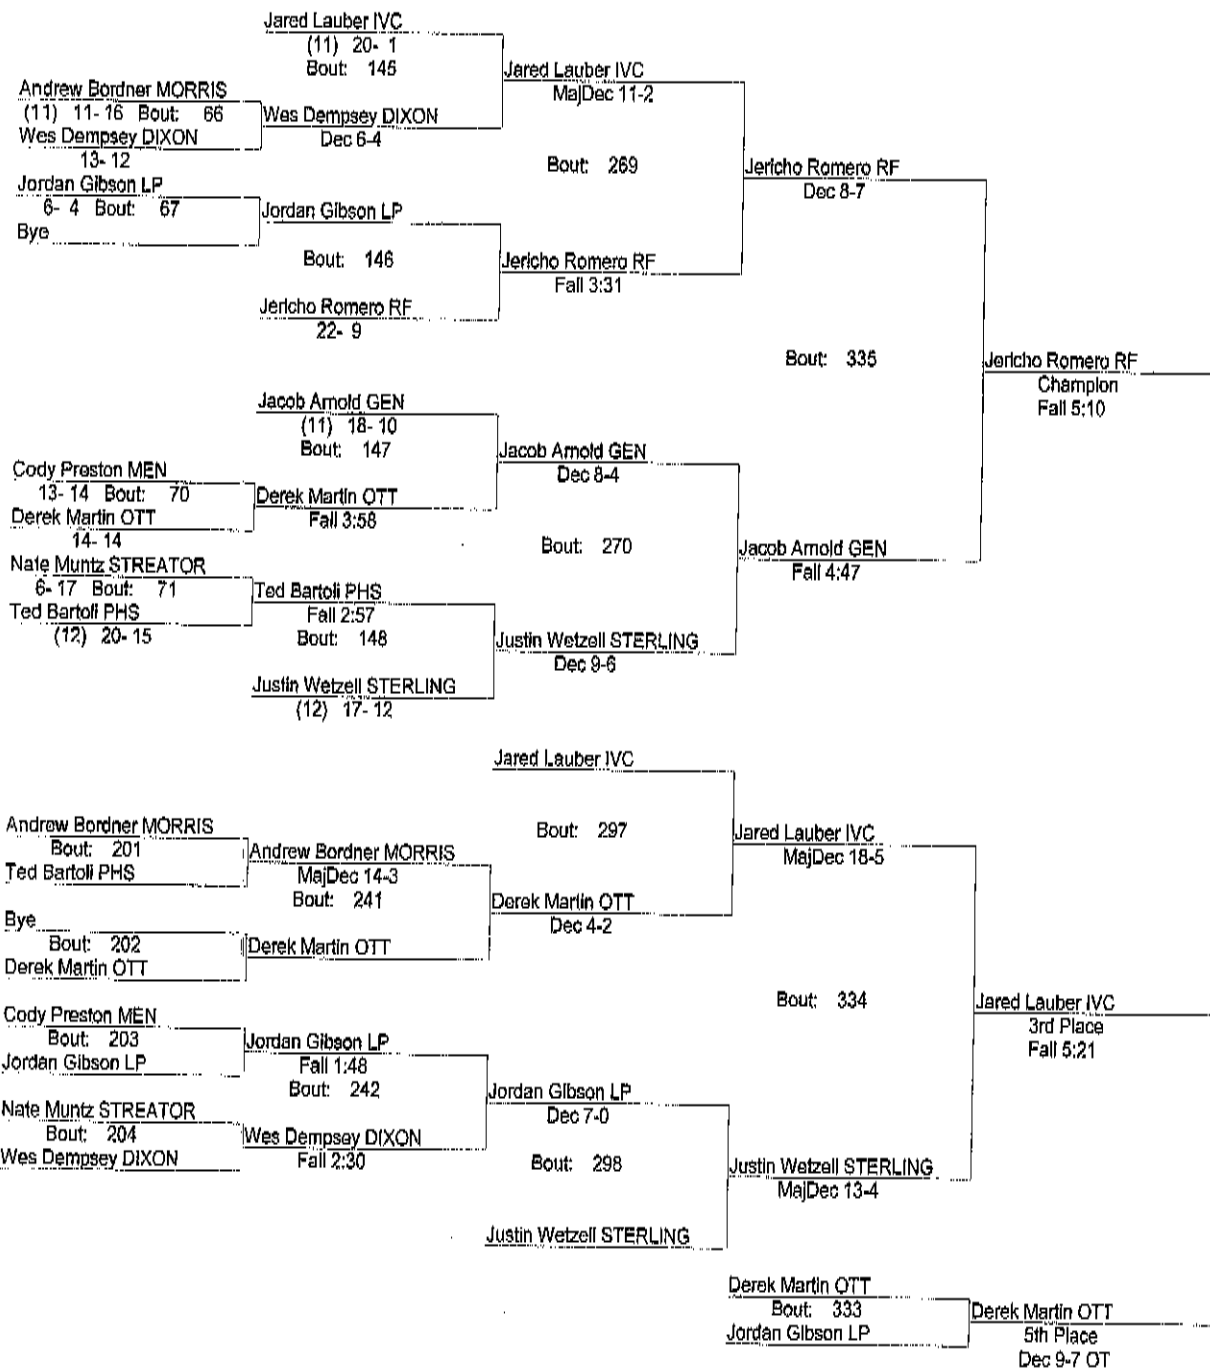 Jared Lauber IVC
(11) 20- 1
Bout: 145
Jared Lauber IVC
MajDec 11-2
Andrew Bordner MORRIS
(11) 11- 16 Bout: 66
Wes Dempsey DIXON
13- 12
Wes Dempsey DIXON
Dec 6-4
Bout: 269
Jericho Romero RF
Dec 8-7
Jordan Gibson LP
6- 4 Bout: 67
Bye
Jordan Gibson LP
Bout: 146
Jericho Romero RF
Fall 3:31
Jericho Romero RF
22- 9
Bout: 335
Jericho Romero RF
Champion
Fall 5:10
Jacob Arnold GEN
(11) 18- 10
Bout: 147
Jacob Arnold GEN
Dec 8-4
Cody Preston MEN
13- 14 Bout: 70
Derek Martin OTT
14- 14
Derek Martin OTT
Fall 3:58
Bout: 270
Jacob Arnold GEN
Fall 4:47
Nate Muntz STREATOR
6- 17 Bout: 71
Ted Bartoli PHS
(12) 20- 15
Ted Bartoli PHS
Fall 2:57
Bout: 148
Justin Wetzell STERLING
Dec 9-6
Justin Wetzell STERLING
(12) 17- 12
Jared Lauber IVC
Bout: 297
Jared Lauber IVC
MajDec 18-5
Andrew Bordner MORRIS
Bout: 201
Ted Bartoli PHS
Andrew Bordner MORRIS
MajDec 14-3
Bout: 241
Derek Martin OTT
Dec 4-2
Bye
Bout: 202
Derek Martin OTT
Derek Martin OTT
Bout: 334
Jared Lauber IVC
3rd Place
Fall 5:21
Cody Preston MEN
Bout: 203
Jordan Gibson LP
Jordan Gibson LP
Fall 1:48
Bout: 242
Jordan Gibson LP
Dec 7-0
Nate Muntz STREATOR
Bout: 204
Wes Dempsey DIXON
Wes Dempsey DIXON
Fall 2:30
Bout: 298
Justin Wetzell STERLING
MajDec 13-4
Justin Wetzell STERLING
Derek Martin OTT
Bout: 333
Jordan Gibson LP
Derek Martin OTT
5th Place
Dec 9-7 OT